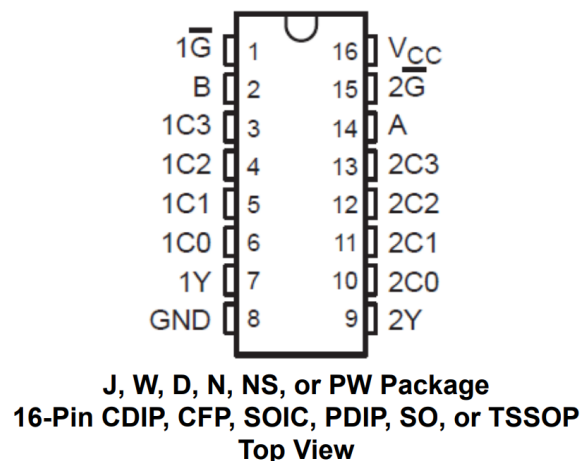 1G̅ 1 16 VCC
B 2 15 2G̅
1C3 3 14 A
1C2 4 13 2C3
1C1 5 12 2C2
1C0 6 11 2C1
1Y 7 10 2C0
GND 8 9 2Y
J, W, D, N, NS, or PW Package
16-Pin CDIP, CFP, SOIC, PDIP, SO, or TSSOP
Top View